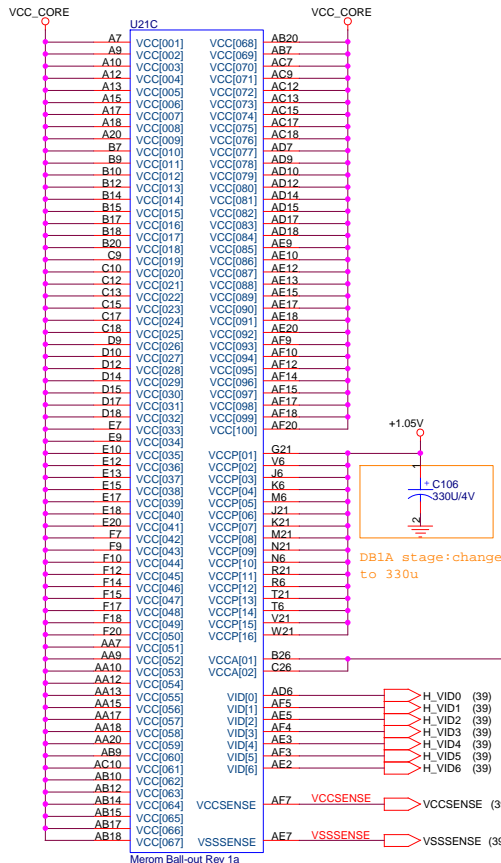 VCC_CORE VCC_CORE
U21C
A7 VCC[001] VCC[068] AB20
A9 VCC[002] VCC[069] AB7
A10 VCC[003] VCC[070] AC7
A12 VCC[004] VCC[071] AC9
A13 VCC[005] VCC[072] AC12
A15 VCC[006] VCC[073] AC13
A17 VCC[007] VCC[074] AC15
A18 VCC[008] VCC[075] AC17
A20 VCC[009] VCC[076] AC18
B7 VCC[010] VCC[077] AD7
B9 VCC[011] VCC[078] AD9
B10 VCC[012] VCC[079] AD10
B12 VCC[013] VCC[080] AD12
B14 VCC[014] VCC[081] AD14
B15 VCC[015] VCC[082] AD15
B17 VCC[016] VCC[083] AD17
B18 VCC[017] VCC[084] AD18
B20 VCC[018] VCC[085] AE9
C9 VCC[019] VCC[086] AE10
C10 VCC[020] VCC[087] AE12
C12 VCC[021] VCC[088] AE13
C13 VCC[022] VCC[089] AE15
C15 VCC[023] VCC[090] AE17
C17 VCC[024] VCC[091] AE18
C18 VCC[025] VCC[092] AE20
D9 VCC[026] VCC[093] AF9
D10 VCC[027] VCC[094] AF10
D12 VCC[028] VCC[095] AF12
D14 VCC[029] VCC[096] AF14
D15 VCC[030] VCC[097] AF15
D17 VCC[031] VCC[098] AF17
D18 VCC[032] VCC[099] AF18
E7 VCC[033] VCC[100] AF20
E9 VCC[034]
E10 VCC[035] VCCP[01] G21
E12 VCC[036] VCCP[02] V6
E13 VCC[037] VCCP[03] J6
E15 VCC[038] VCCP[04] K6
E17 VCC[039] VCCP[05] M6
E18 VCC[040] VCCP[06] J21
E20 VCC[041] VCCP[07] K21
F7 VCC[042] VCCP[08] M21
F9 VCC[043] VCCP[09] N21
F10 VCC[044] VCCP[10] N6
F12 VCC[045] VCCP[11] R21
F14 VCC[046] VCCP[12] R6
F15 VCC[047] VCCP[13] T21
F17 VCC[048] VCCP[14] T6
F18 VCC[049] VCCP[15] V21
F20 VCC[050] VCCP[16] W21
AA7 VCC[051]
AA9 VCC[052] VCCA[01] B26
AA10 VCC[053] VCCA[02] C26
AA12 VCC[054]
AA13 VCC[055] VID[0] AD6 H_VID0 (39)
AA15 VCC[056] VID[1] AF5 H_VID1 (39)
AA17 VCC[057] VID[2] AE5 H_VID2 (39)
AA18 VCC[058] VID[3] AF4 H_VID3 (39)
AA20 VCC[059] VID[4] AE3 H_VID4 (39)
AB9 VCC[060] VID[5] AF3 H_VID5 (39)
AC10 VCC[061] VID[6] AE2 H_VID6 (39)
AB10 VCC[062]
AB12 VCC[063]
AB14 VCC[064] VCCSENSE AF7 VCCSENSE VCCSENSE (39
AB15 VCC[065]
AB17 VCC[066]
AB18 VCC[067] VSSSENSE AE7 VSSSENSE VSSSENSE (39
Merom Ball-out Rev 1a
+1.05V
1
+ C106
330U/4V
2
DB1A stage:change
to 330u